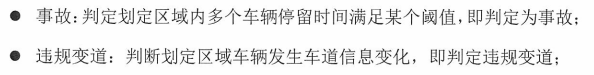 ● 事故：判定划定区域内多个车辆停留时间满足某个阈值，即判定为事故；
● 违规变道：判断划定区域车辆发生车道信息变化，即判定违规变道；